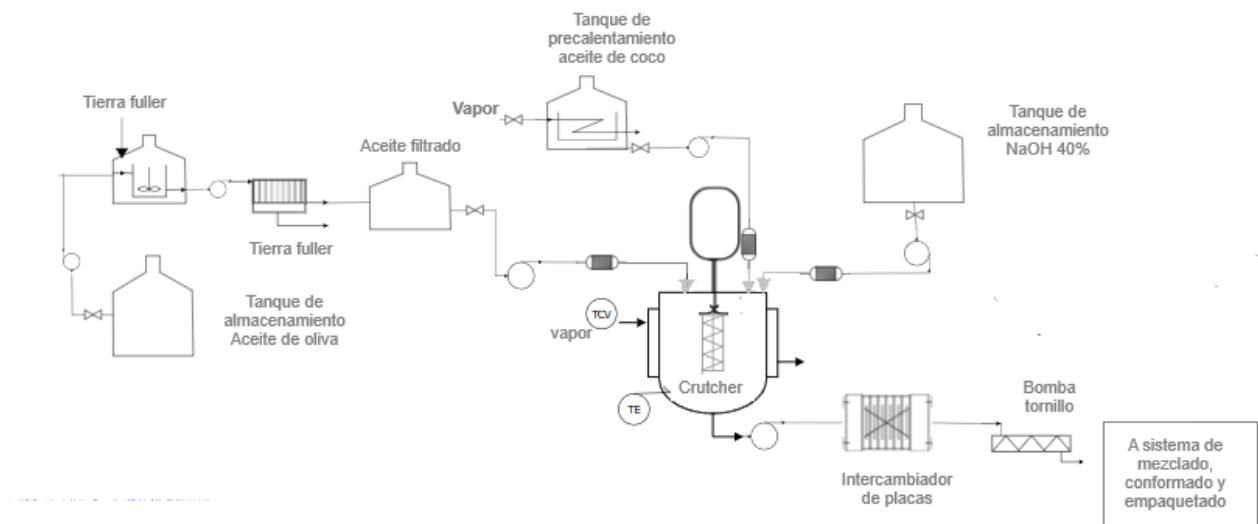 Tanque de
precalentamiento
aceite de coco
Tierra fuller
Vapor
Tanque de
almacenamiento
NaOH 40%
Aceite filtrado
Tierra fuller
Tanque de
almacenamiento
Aceite de oliva
TCV
vapor
Crutcher
TE
Bomba
tornillo
Intercambiador
de placas
A sistema de
mezclado,
conformado y
empaquetado